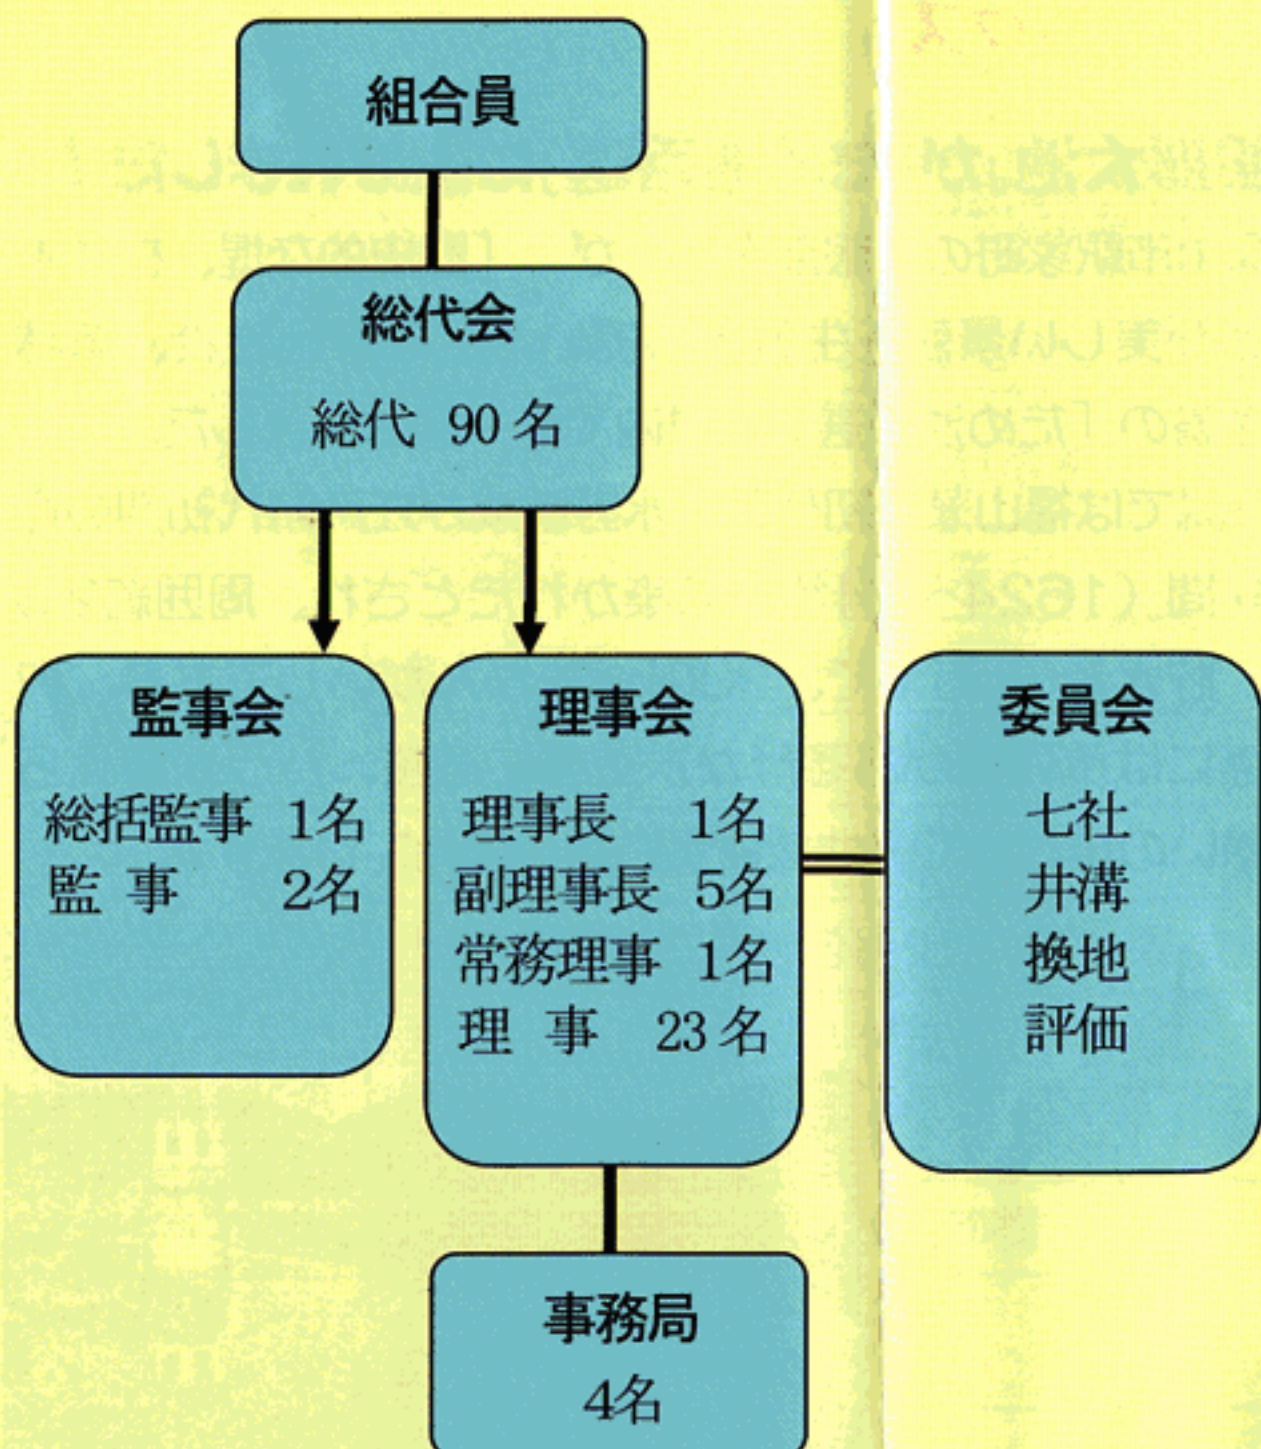 組合員
総代会
総代 90名
監事会
総括監事 1名
監事 2名
理事会
理事長 1名
副理事長 5名
常務理事 1名
理事 23名
委員会
七社
井溝
換地
評価
事務局
4名